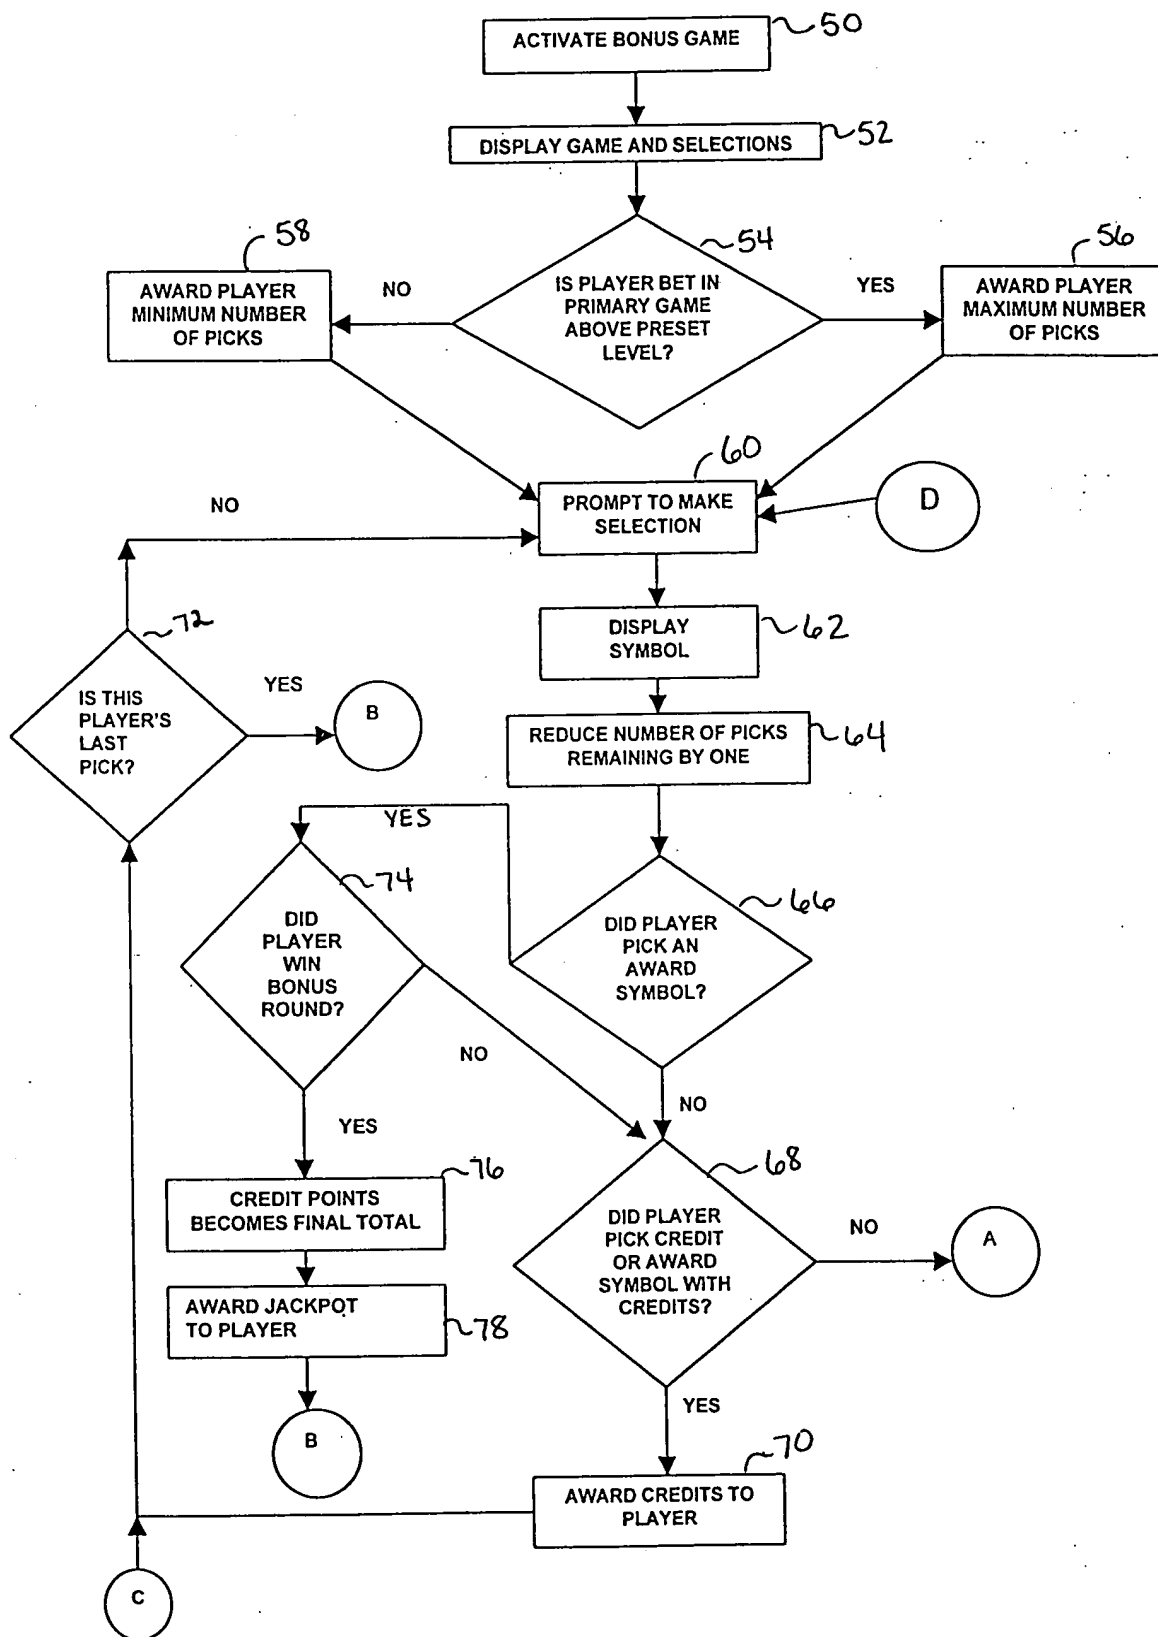 ACTIVATE BONUS GAME
50
DISPLAY GAME AND SELECTIONS
52
58
54
56
AWARD PLAYER
MINIMUM NUMBER
OF PICKS
NO
IS PLAYER BET IN
PRIMARY GAME
ABOVE PRESET
LEVEL?
YES
AWARD PLAYER
MAXIMUM NUMBER
OF PICKS
60
NO
PROMPT TO MAKE
SELECTION
D
72
DISPLAY
SYMBOL
62
IS THIS
PLAYER'S
LAST
PICK?
YES
B
REDUCE NUMBER OF PICKS
REMAINING BY ONE
64
YES
74
66
DID
PLAYER
WIN
BONUS
ROUND?
DID PLAYER
PICK AN
AWARD
SYMBOL?
NO
NO
YES
68
76
CREDIT POINTS
BECOMES FINAL TOTAL
DID PLAYER
PICK CREDIT
OR AWARD
SYMBOL WITH
CREDITS?
NO
A
AWARD JACKPOT
TO PLAYER
78
YES
B
70
AWARD CREDITS TO
PLAYER
C